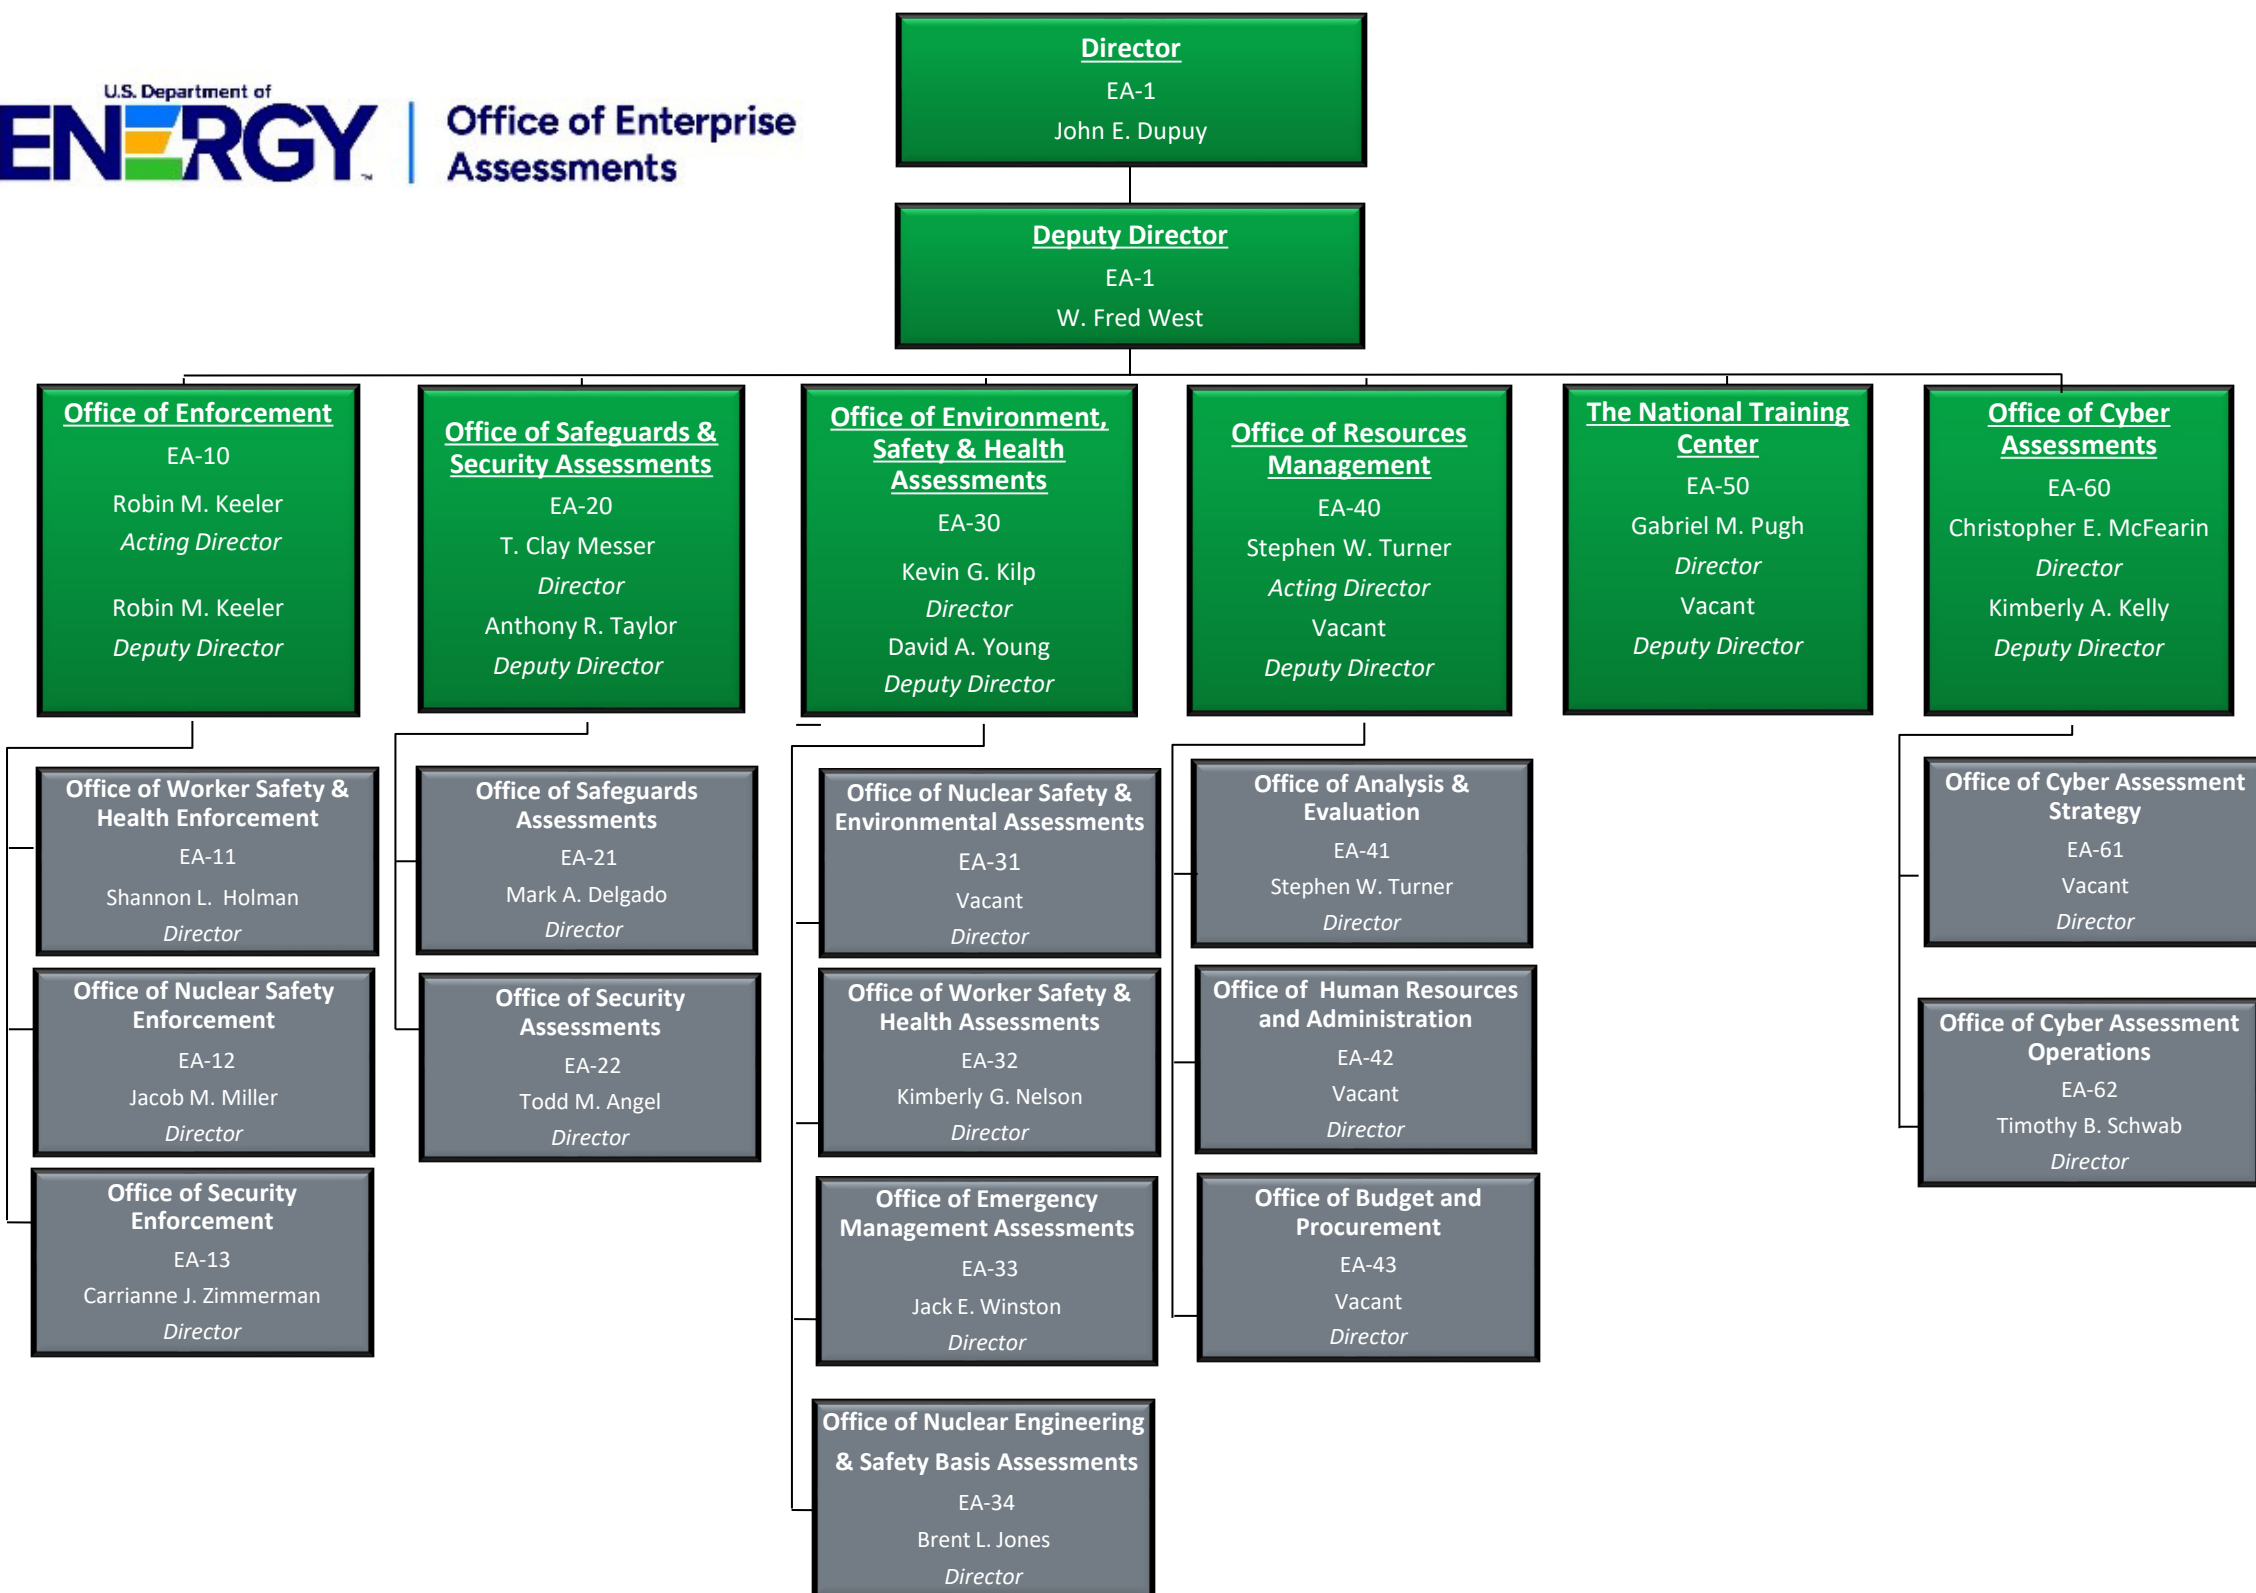 U.S. Department of
ENERGY
Office of Enterprise
Assessments
Director
EA-1
John E. Dupuy
Deputy Director
EA-1
W. Fred West
Office of Enforcement
EA-10
Robin M. Keeler
Acting Director
Robin M. Keeler
Deputy Director
Office of Safeguards &
Security Assessments
EA-20
T. Clay Messer
Director
Anthony R. Taylor
Deputy Director
Office of Environment,
Safety & Health
Assessments
EA-30
Kevin G. Kilp
Director
David A. Young
Deputy Director
Office of Resources
Management
EA-40
Stephen W. Turner
Acting Director
Vacant
Deputy Director
The National Training
Center
EA-50
Gabriel M. Pugh
Director
Vacant
Deputy Director
Office of Cyber
Assessments
EA-60
Christopher E. McFearin
Director
Kimberly A. Kelly
Deputy Director
Office of Worker Safety &
Health Enforcement
EA-11
Shannon L. Holman
Director
Office of Nuclear Safety
Enforcement
EA-12
Jacob M. Miller
Director
Office of Security
Enforcement
EA-13
Carrianne J. Zimmerman
Director
Office of Safeguards
Assessments
EA-21
Mark A. Delgado
Director
Office of Security
Assessments
EA-22
Todd M. Angel
Director
Office of Nuclear Safety &
Environmental Assessments
EA-31
Vacant
Director
Office of Worker Safety &
Health Assessments
EA-32
Kimberly G. Nelson
Director
Office of Emergency
Management Assessments
EA-33
Jack E. Winston
Director
Office of Nuclear Engineering
& Safety Basis Assessments
EA-34
Brent L. Jones
Director
Office of Analysis &
Evaluation
EA-41
Stephen W. Turner
Director
Office of Human Resources
and Administration
EA-42
Vacant
Director
Office of Budget and
Procurement
EA-43
Vacant
Director
Office of Cyber Assessment
Strategy
EA-61
Vacant
Director
Office of Cyber Assessment
Operations
EA-62
Timothy B. Schwab
Director